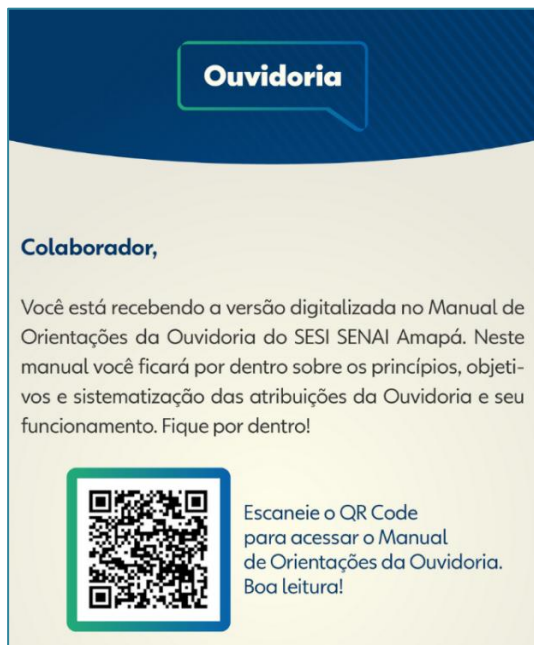 Ouvidoria
Colaborador,
Você está recebendo a versão digitalizada no Manual de
Orientações da Ouvidoria do SESI SENAI Amapá. Neste
manual você ficará por dentro sobre os princípios, objeti-
vos e sistematização das atribuições da Ouvidoria e seu
funcionamento. Fique por dentro!
Escaneie o QR Code
para acessar o Manual
de Orientações da Ouvidoria.
Boa leitura!